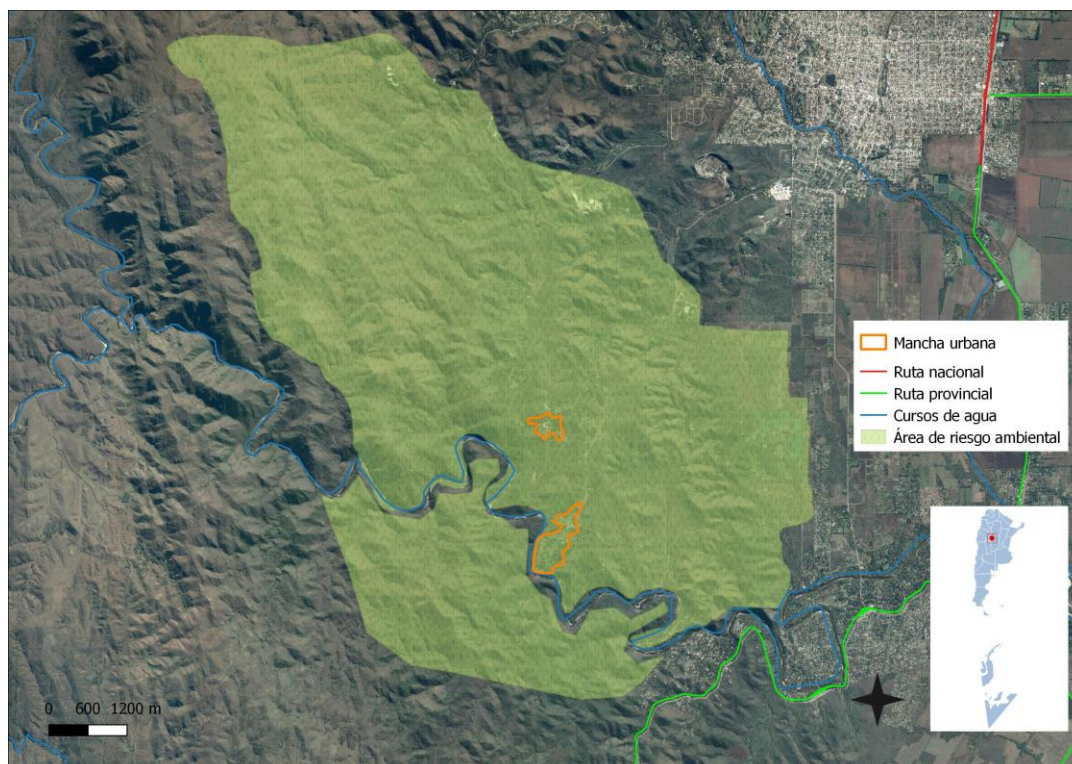 Mancha urbana
Ruta nacional
Ruta provincial
Cursos de agua
Área de riesgo ambiental
0 600 1200 m